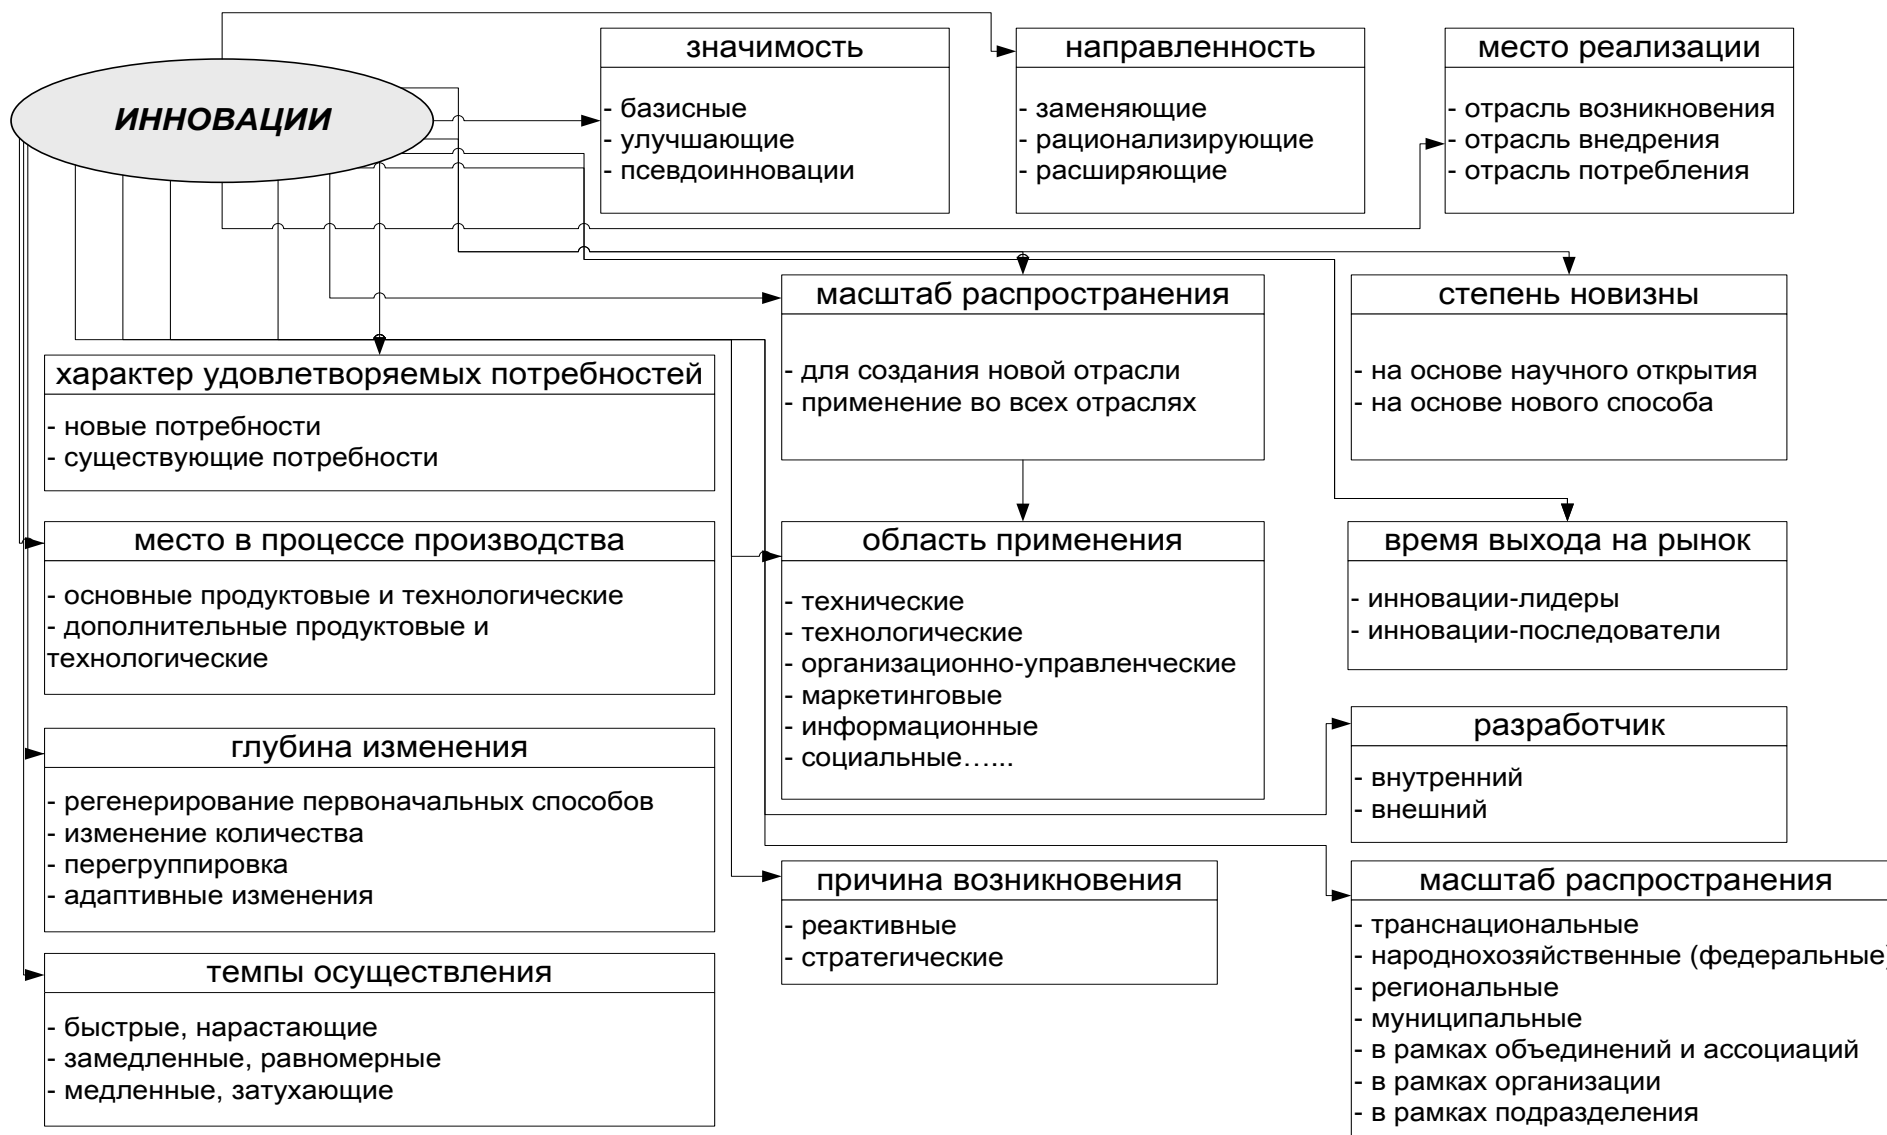 ИННОВАЦИИ
значимость
- базисные
- улучшающие
- псевдоинновации
направленность
- заменяющие
- рационализирующие
- расширяющие
место реализации
- отрасль возникновения
- отрасль внедрения
- отрасль потребления
масштаб распространения
- для создания новой отрасли
- применение во всех отраслях
степень новизны
- на основе научного открытия
- на основе нового способа
характер удовлетворяемых потребностей
- новые потребности
- существующие потребности
место в процессе производства
- основные продуктовые и технологические
- дополнительные продуктовые и
технологические
область применения
- технические
- технологические
- организационно-управленческие
- маркетинговые
- информационные
- социальные…...
время выхода на рынок
- инновации-лидеры
- инновации-последователи
глубина изменения
- регенерирование первоначальных способов
- изменение количества
- перегруппировка
- адаптивные изменения
разработчик
- внутренний
- внешний
причина возникновения
- реактивные
- стратегические
масштаб распространения
- транснациональные
- народнохозяйственные (федеральные)
- региональные
- муниципальные
- в рамках объединений и ассоциаций
- в рамках организации
- в рамках подразделения
темпы осуществления
- быстрые, нарастающие
- замедленные, равномерные
- медленные, затухающие